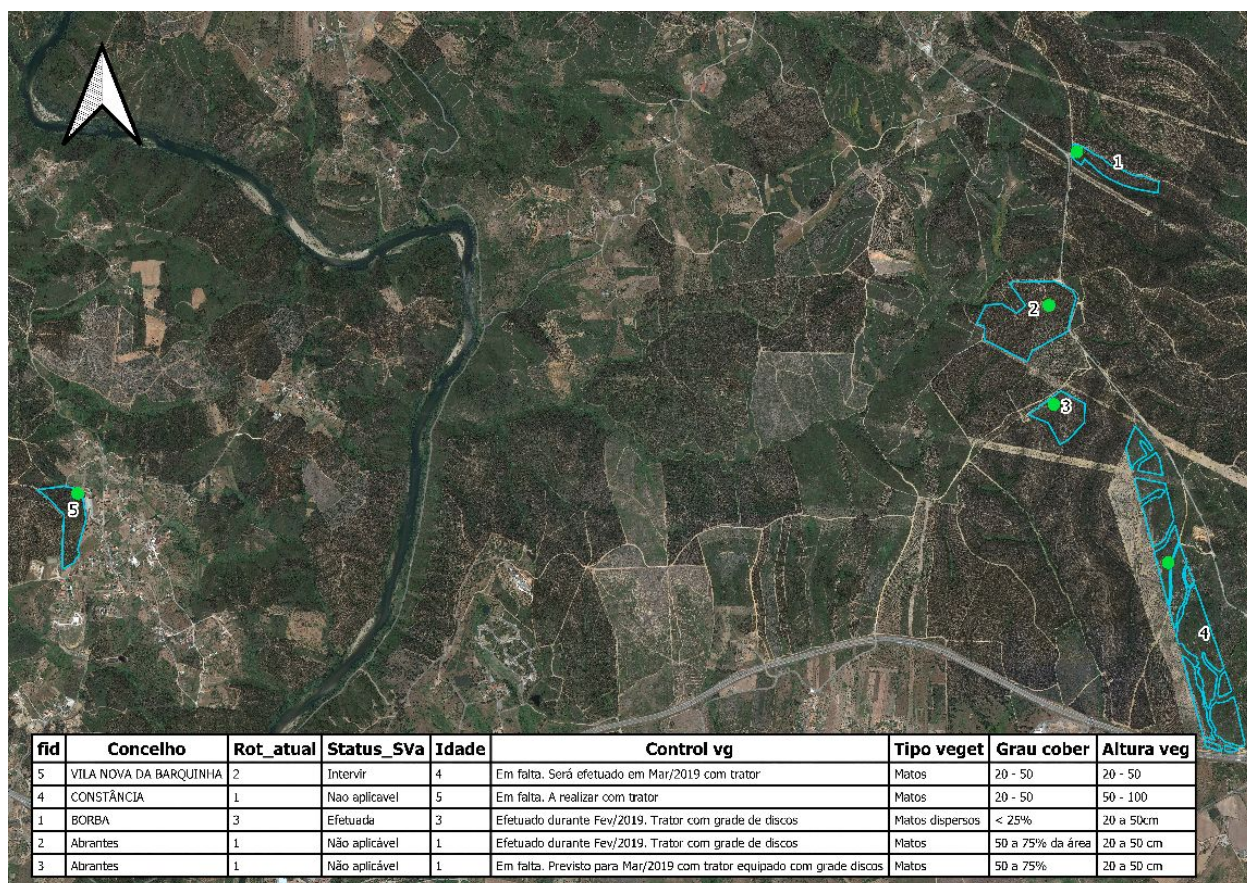 1
2
3
5
4
fid Concelho Rot_atual Status_SVa Idade Control vg Tipo veget Grau cober Altura veg
5 VILA NOVA DA BARQUINHA 2 Intervir 4 Em falta. Será efetuado em Mar/2019 com trator Matos 20 - 50 20 - 50
4 CONSTÂNCIA 1 Nao aplicavel 5 Em falta. A realizar com trator Matos 20 - 50 50 - 100
1 BORBA 3 Efetuada 3 Efetuado durante Fev/2019. Trator com grade de discos Matos dispersos < 25% 20 a 50cm
2 Abrantes 1 Não aplicável 1 Efetuado durante Fev/2019. Trator com grade de discos Matos 50 a 75% da área 20 a 50 cm
3 Abrantes 1 Não aplicável 1 Em falta. Previsto para Mar/2019 com trator equipado com grade discos Matos 50 a 75% 20 a 50 cm